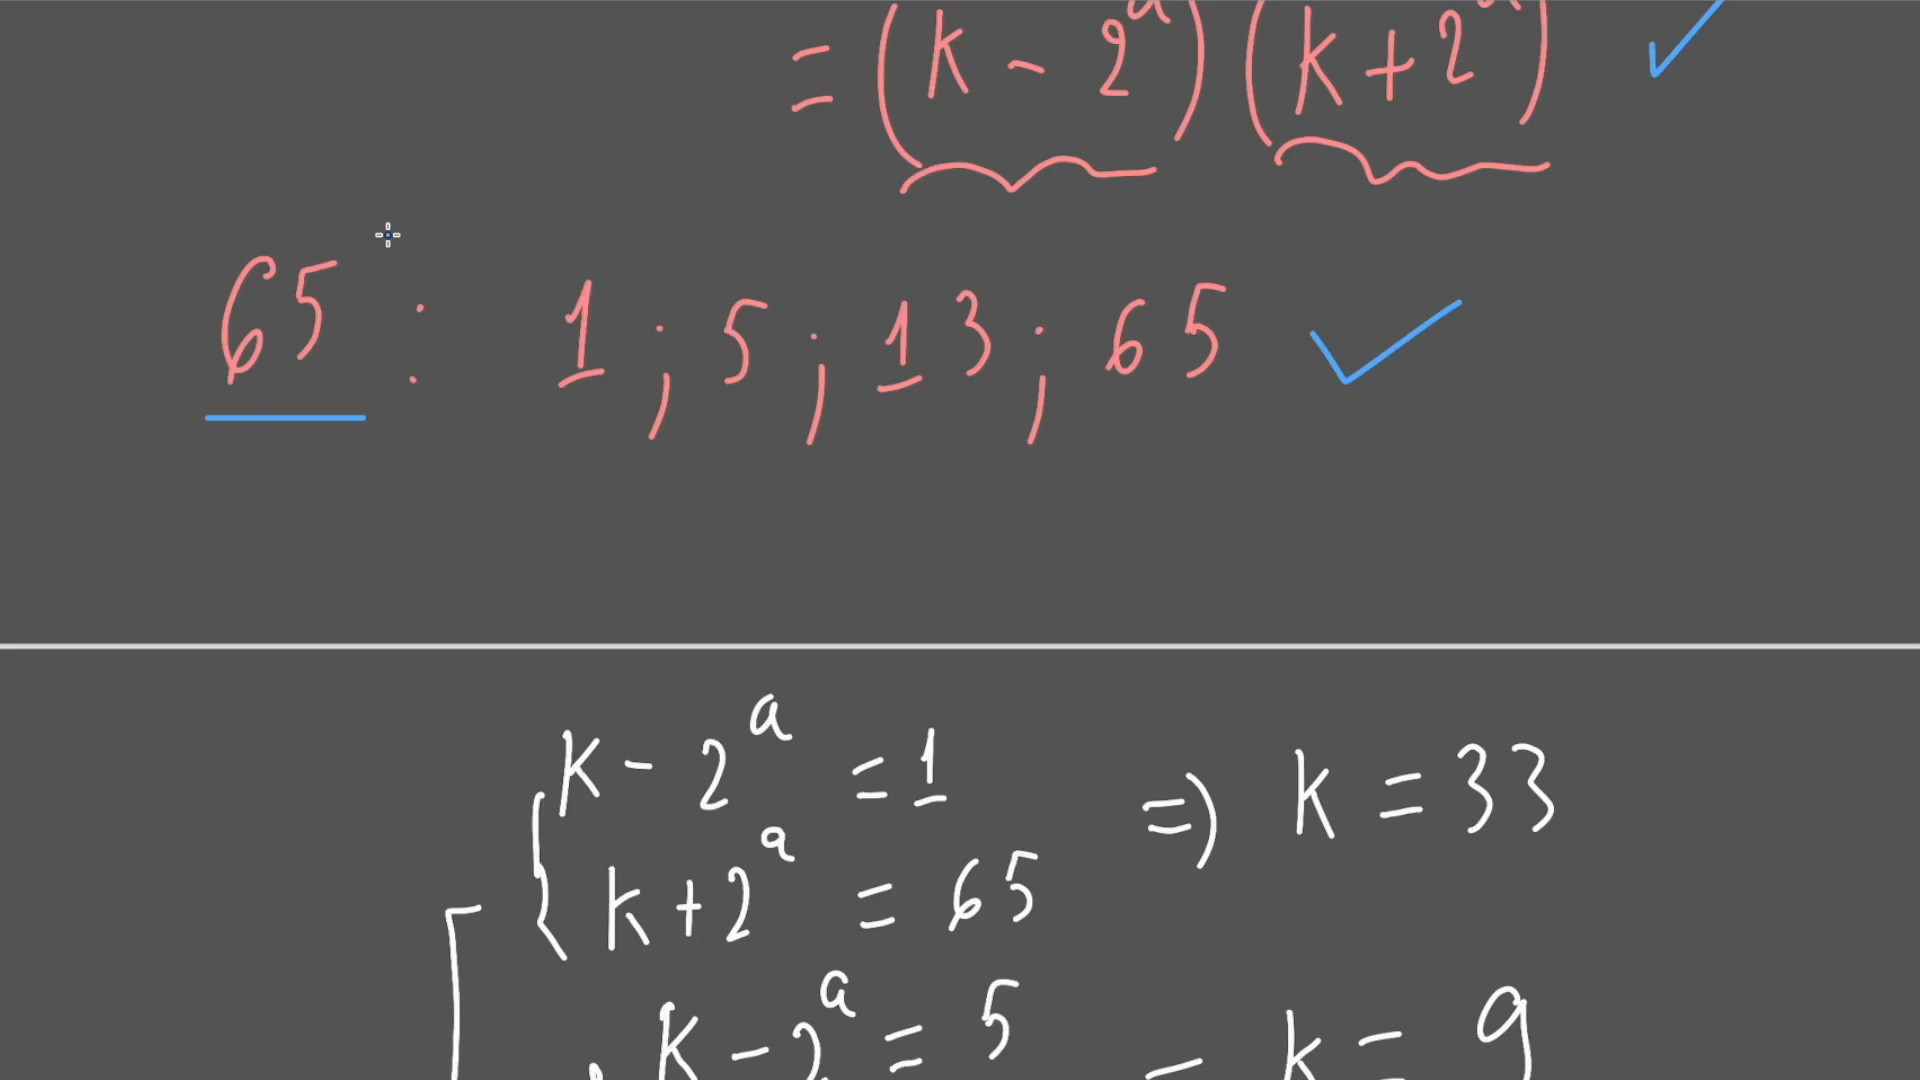 = (k - 2^a) (k + 2^a)
65 : 1 ; 5 ; 13 ; 65
k - 2^a = 1 => k = 33
k + 2^a = 65
k - 2^a = 5 k = 9